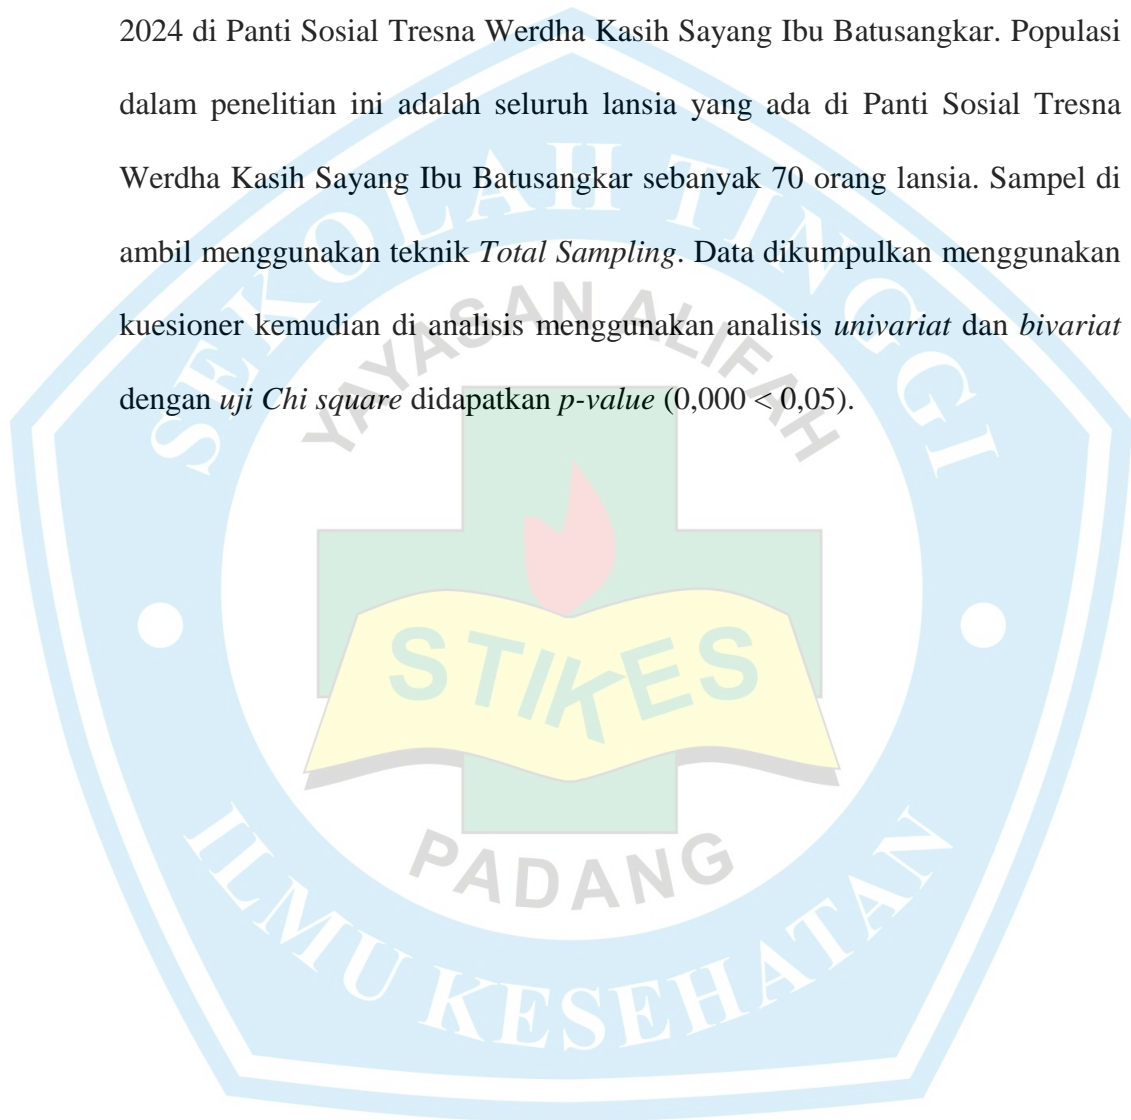 2024 di Panti Sosial Tresna Werdha Kasih Sayang Ibu Batusangkar. Populasi
dalam penelitian ini adalah seluruh lansia yang ada di Panti Sosial Tresna
Werdha Kasih Sayang Ibu Batusangkar sebanyak 70 orang lansia. Sampel di
ambil menggunakan teknik Total Sampling. Data dikumpulkan menggunakan
kuesioner kemudian di analisis menggunakan analisis univariat dan bivariat
dengan uji Chi square didapatkan p-value (0,000 < 0,05).
SEKOLAH TINGGI
YAYASAN ALIFAH
STIKES
PADANG
ILMU KESEHATAN